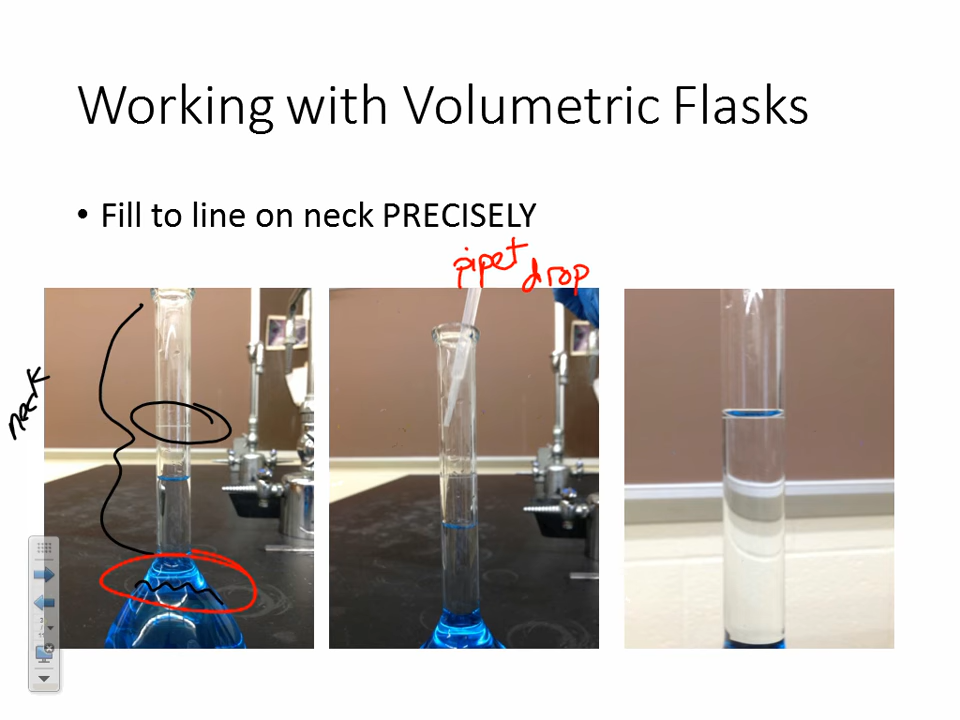 Working with Volumetric Flasks
• Fill to line on neck PRECISELY
pipet drop
neck